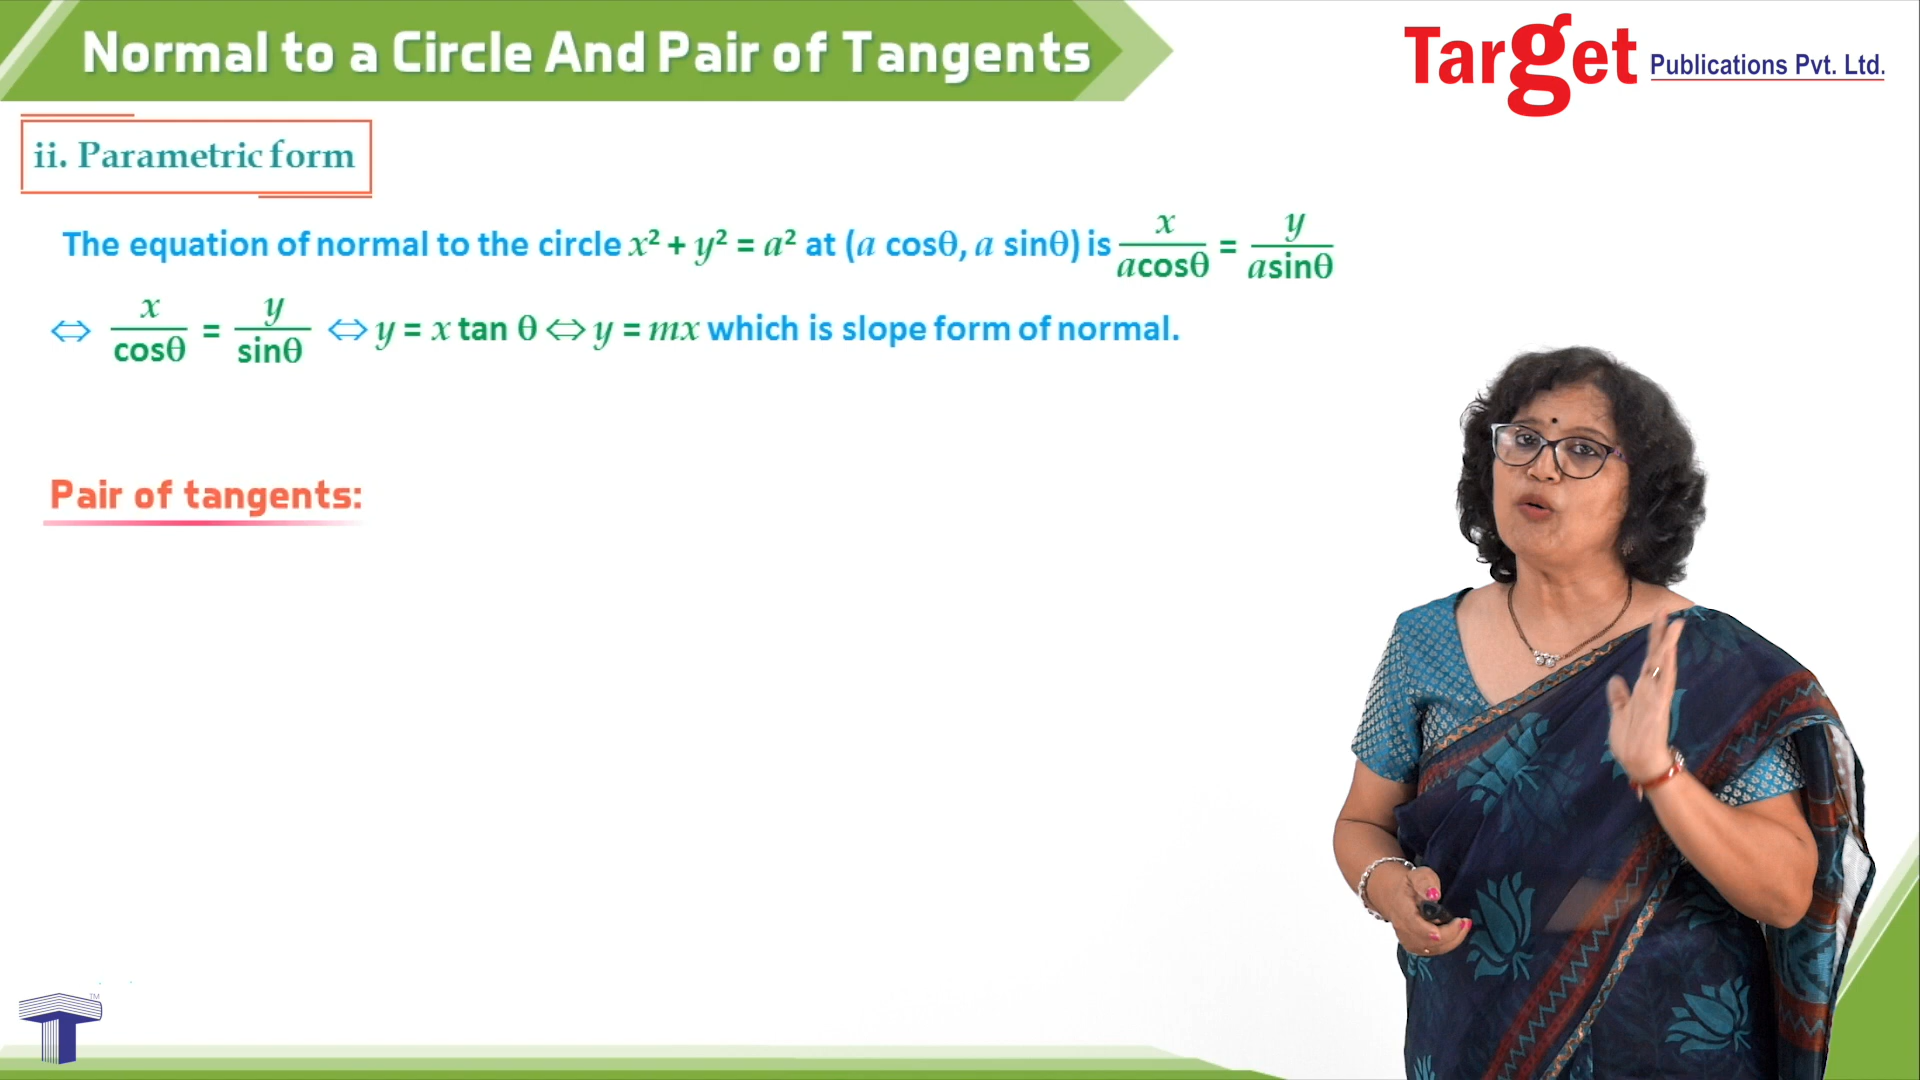 Normal to a Circle And Pair of Tangents
Target Publications Pvt. Ltd.
ii. Parametric form
The equation of normal to the circle x² + y² = a² at (a cosθ, a sinθ) is x/acosθ = y/asinθ
⇔ x/cosθ = y/sinθ ⇔ y = x tan θ ⇔ y = mx which is slope form of normal.
Pair of tangents:
T
TM